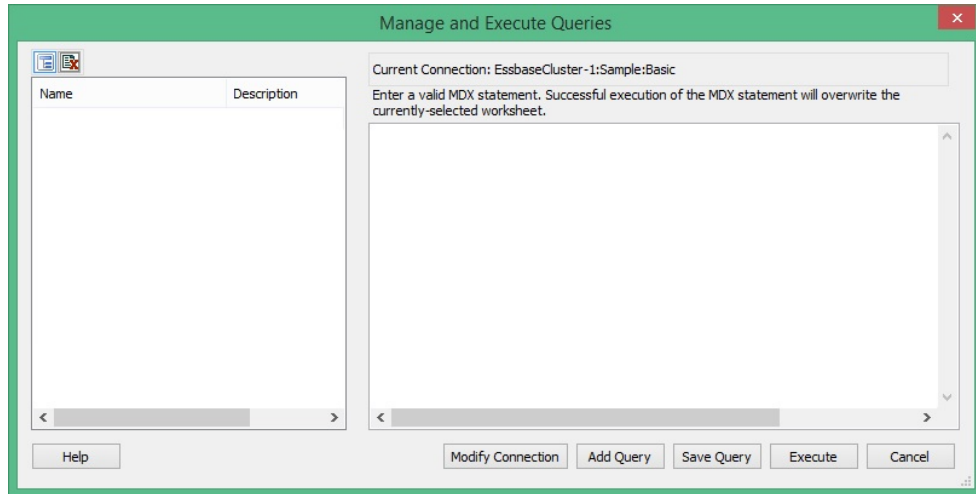 Manage and Execute Queries
Current Connection: EssbaseCluster-1:Sample:Basic
Name Description
Enter a valid MDX statement. Successful execution of the MDX statement will overwrite the
currently-selected worksheet.
Help Modify Connection Add Query Save Query Execute Cancel